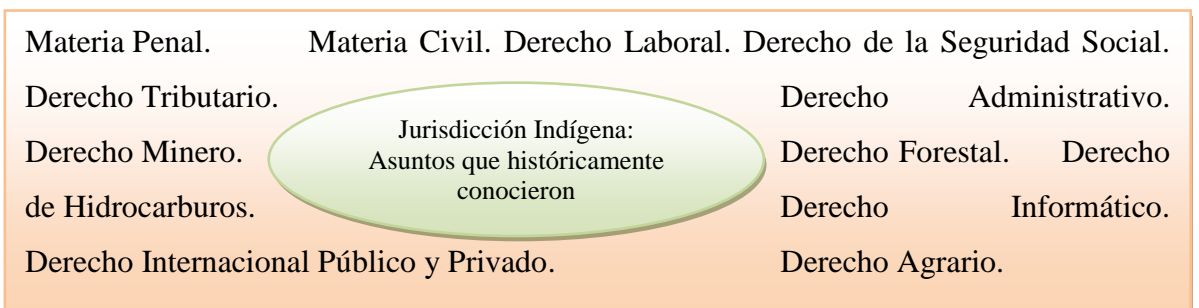 Materia Penal. Materia Civil. Derecho Laboral. Derecho de la Seguridad Social.
Derecho Tributario. Derecho Administrativo.
Jurisdicción Indígena:
Asuntos que históricamente
conocieron
Derecho Minero. Derecho Forestal. Derecho
de Hidrocarburos. Derecho Informático.
Derecho Internacional Público y Privado. Derecho Agrario.